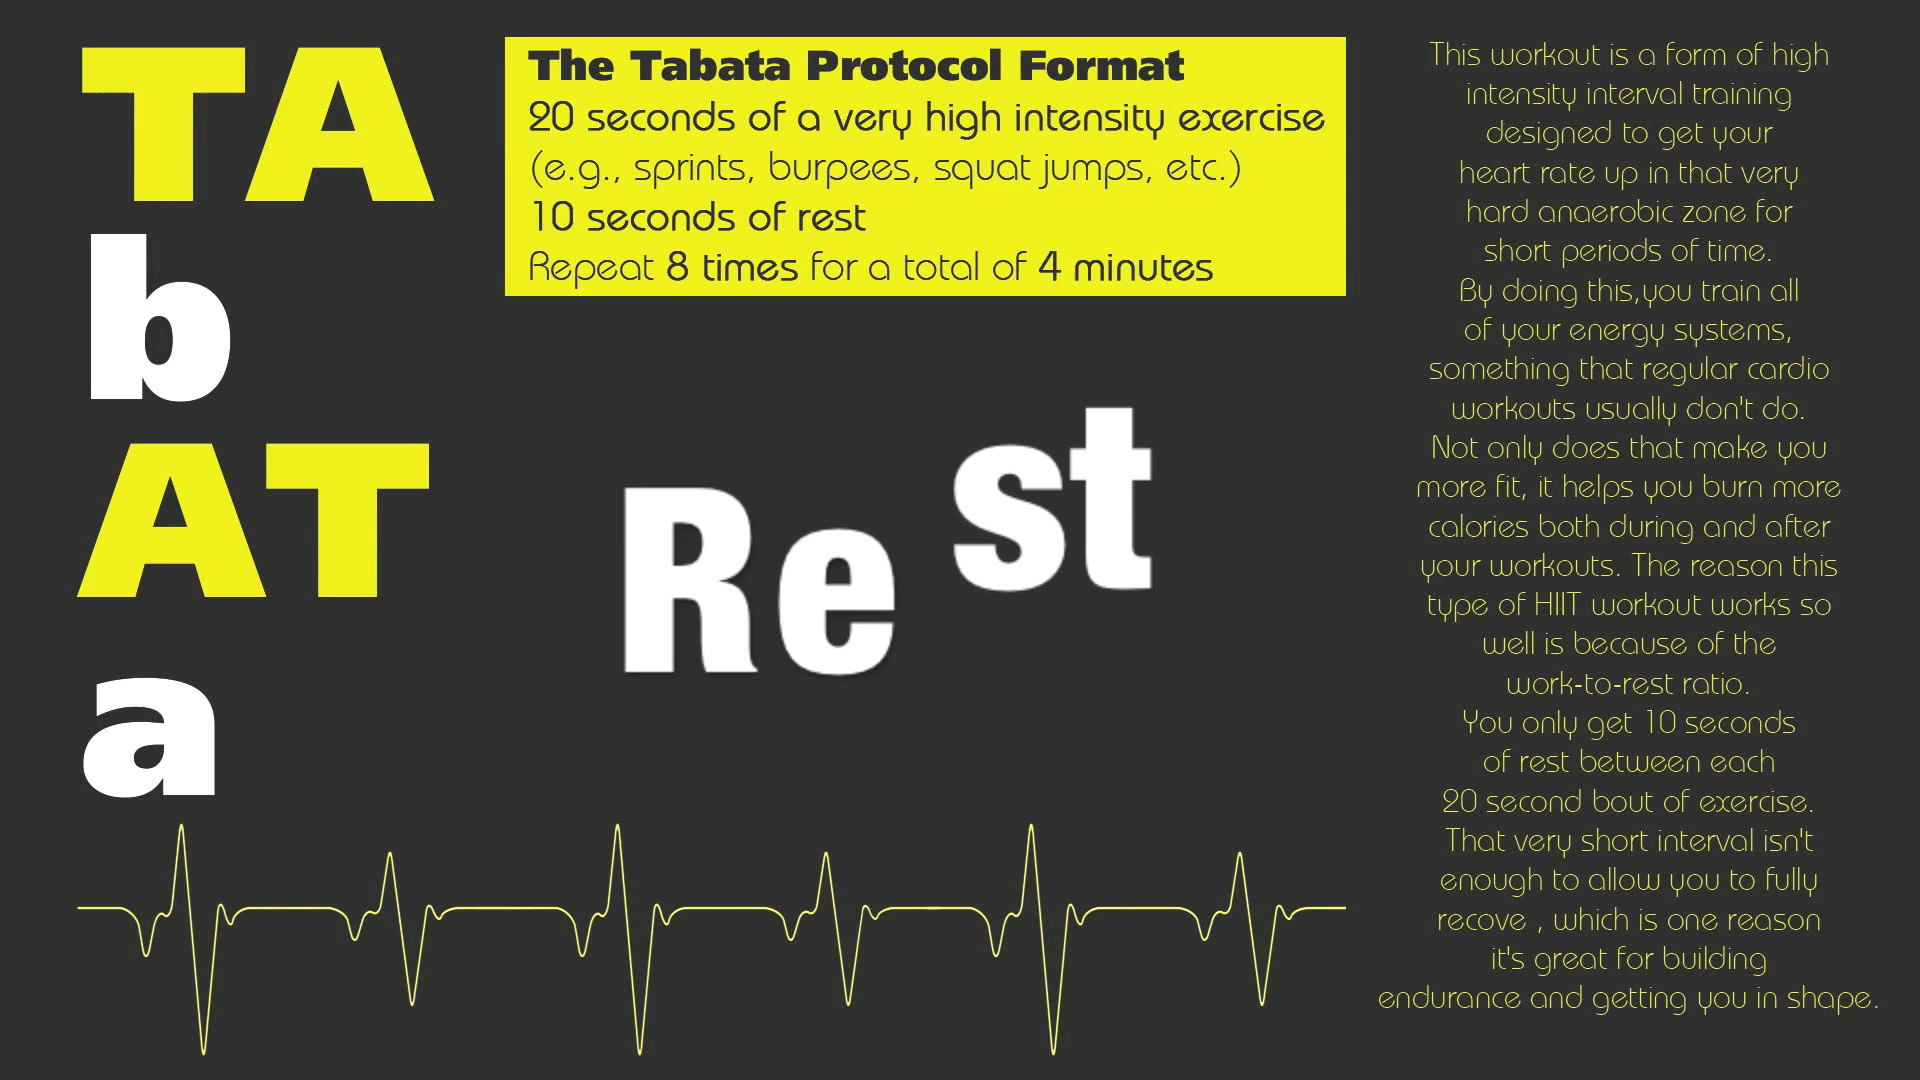 TA
b
AT
a
The Tabata Protocol Format
20 seconds of a very high intensity exercise
(e.g., sprints, burpees, squat jumps, etc.)
10 seconds of rest
Repeat 8 times for a total of 4 minutes
Rest
This workout is a form of high
intensity interval training
designed to get your
heart rate up in that very
hard anaerobic zone for
short periods of time.
By doing this,you train all
of your energy systems,
something that regular cardio
workouts usually don't do.
Not only does that make you
more fit, it helps you burn more
calories both during and after
your workouts. The reason this
type of HIIT workout works so
well is because of the
work-to-rest ratio.
You only get 10 seconds
of rest between each
20 second bout of exercise.
That very short interval isn't
enough to allow you to fully
recove , which is one reason
it's great for building
endurance and getting you in shape.